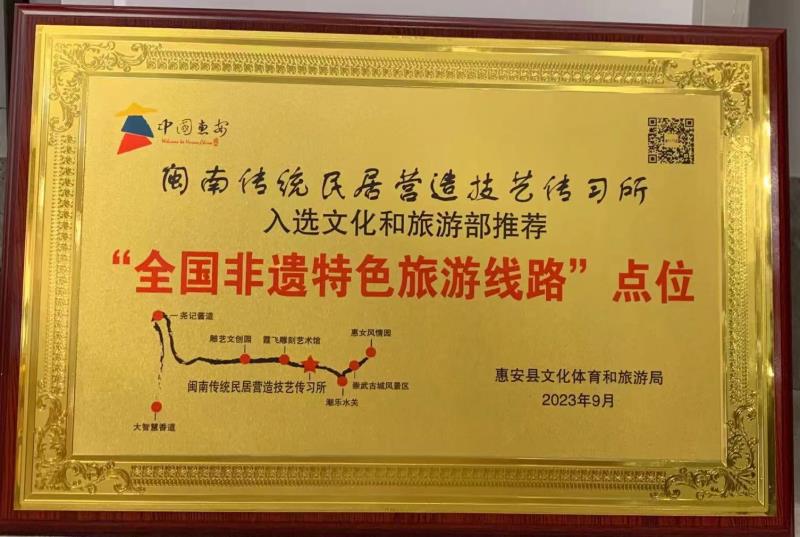 中国惠安
Welcome to Huian, China
闽南传统民居营造技艺传习所
入选文化和旅游部推荐
“全国非遗特色旅游线路”点位
尧记酱道
雕艺文创园
霞飞雕刻艺术馆
惠女风情园
闽南传统民居营造技艺传习所
崇武古城风景区
潮乐水关
大智慧香道
惠安县文化体育和旅游局
2023年9月